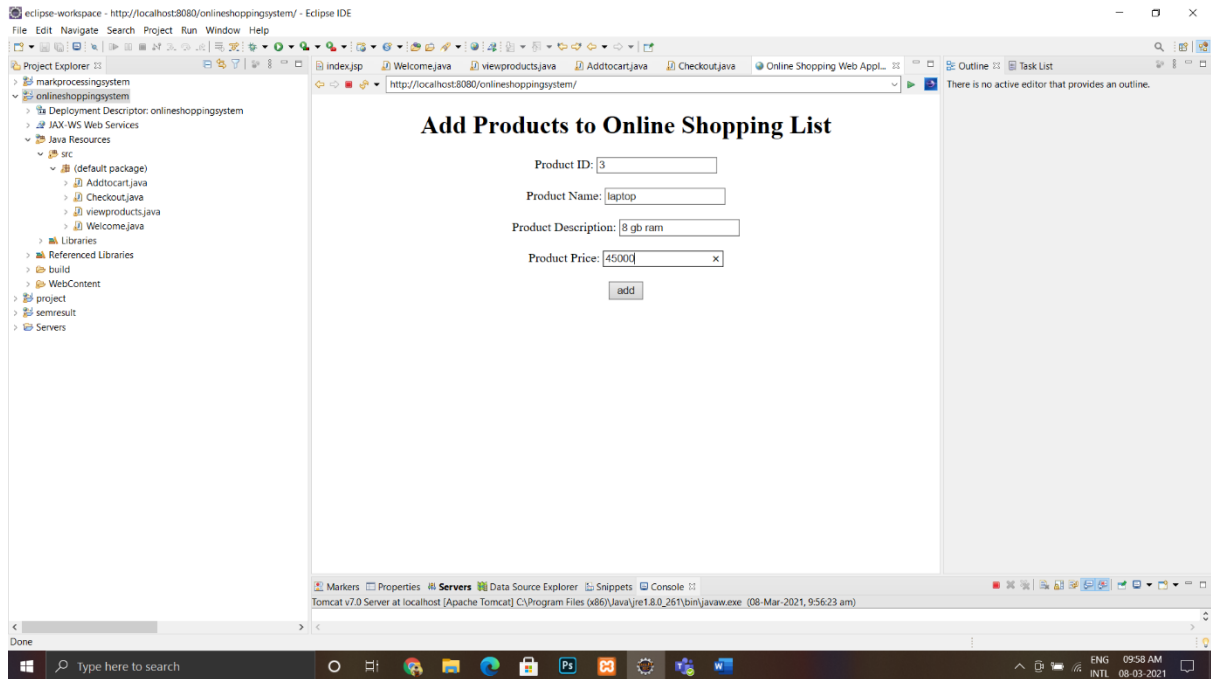 eclipse-workspace - http://localhost:8080/onlineshoppingsystem/ - Eclipse IDE
File Edit Navigate Search Project Run Window Help
Project Explorer
index.jsp Welcome.java viewproducts.java Addtocart.java Checkout.java Online Shopping Web Appl...
Outline Task List
markprocessingsystem
onlineshoppingsystem
Deployment Descriptor: onlineshoppingsystem
JAX-WS Web Services
Java Resources
src
(default package)
Addtocart.java
Checkout.java
viewproducts.java
Welcome.java
Libraries
Referenced Libraries
build
WebContent
project
semresult
Servers
http://localhost:8080/onlineshoppingsystem/
Add Products to Online Shopping List
Product ID: 3
Product Name: laptop
Product Description: 8 gb ram
Product Price: 45000
add
There is no active editor that provides an outline.
Markers Properties Servers Data Source Explorer Snippets Console
Tomcat v7.0 Server at localhost [Apache Tomcat] C:\Program Files (x86)\Java\jre1.8.0_261\bin\javaw.exe (08-Mar-2021, 9:56:23 am)
Done
Type here to search
Ps
ENG 09:58 AM
INTL 08-03-2021